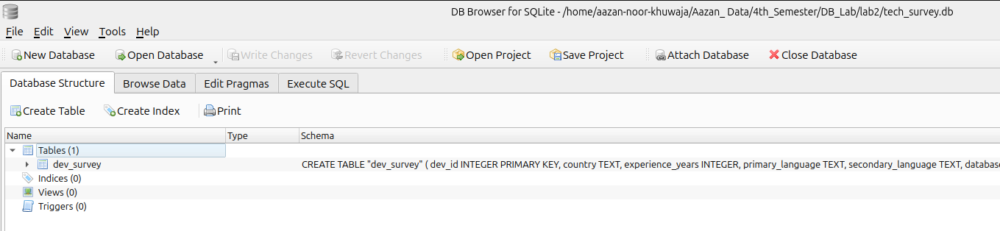 DB Browser for SQLite - /home/aazan-noor-khuwaja/Aazan_ Data/4th_Semester/DB_Lab/lab2/tech_survey.db
File Edit View Tools Help
New Database Open Database Write Changes Revert Changes Open Project Save Project Attach Database Close Database
Database Structure Browse Data Edit Pragmas Execute SQL
Create Table Create Index Print
Name Type Schema
Tables (1)
dev_survey CREATE TABLE "dev_survey" ( dev_id INTEGER PRIMARY KEY, country TEXT, experience_years INTEGER, primary_language TEXT, secondary_language TEXT, database
Indices (0)
Views (0)
Triggers (0)